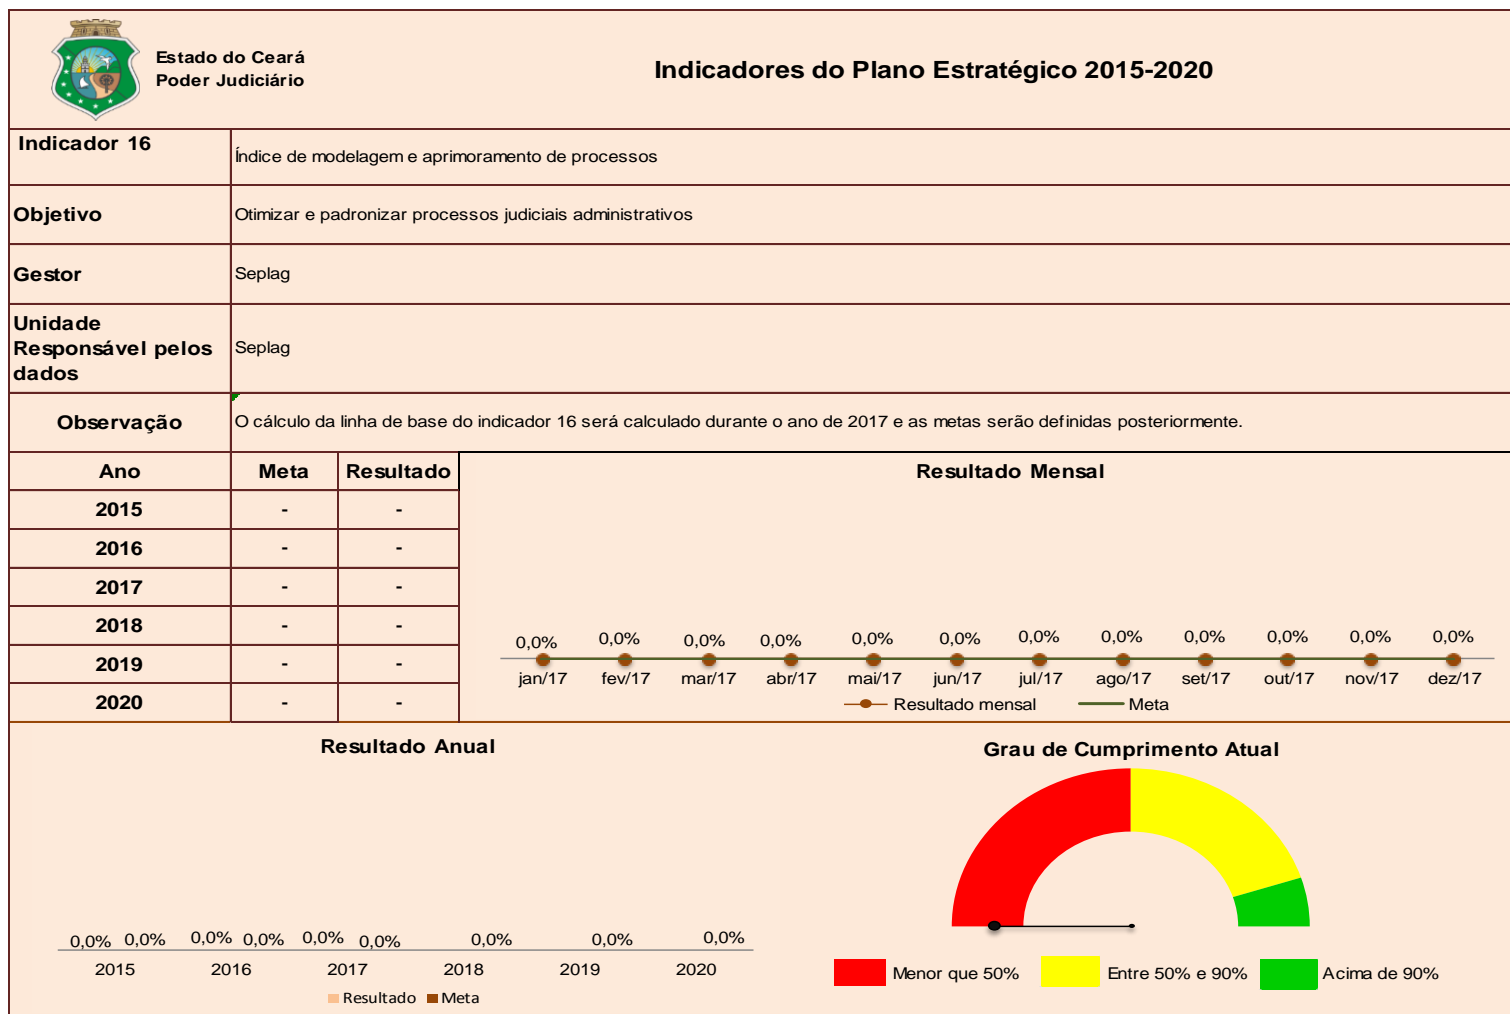 Estado do Ceará
Poder Judiciário
Indicadores do Plano Estratégico 2015-2020
Indicador 16
Índice de modelagem e aprimoramento de processos
Objetivo
Otimizar e padronizar processos judiciais administrativos
Gestor
Seplag
Unidade
Responsável pelos
dados
Seplag
Observação
O cálculo da linha de base do indicador 16 será calculado durante o ano de 2017 e as metas serão definidas posteriormente.
Ano Meta Resultado
2015 - -
2016 - -
2017 - -
2018 - -
2019 - -
2020 - -
Resultado Mensal
0,0% 0,0% 0,0% 0,0% 0,0% 0,0% 0,0% 0,0% 0,0% 0,0% 0,0% 0,0%
jan/17 fev/17 mar/17 abr/17 mai/17 jun/17 jul/17 ago/17 set/17 out/17 nov/17 dez/17
Resultado mensal Meta
Resultado Anual
0,0% 0,0% 0,0% 0,0% 0,0% 0,0% 0,0% 0,0% 0,0%
2015 2016 2017 2018 2019 2020
Resultado Meta
Grau de Cumprimento Atual
Menor que 50% Entre 50% e 90% Acima de 90%